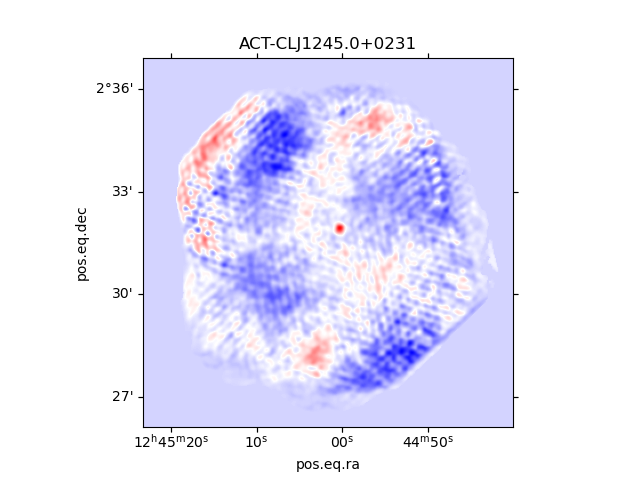 ACT-CLJ1245.0+0231
2°36'
33'
30'
27'
pos.eq.dec
12ʰ45ᵐ20ˢ 10ˢ 00ˢ 44ᵐ50ˢ
pos.eq.ra